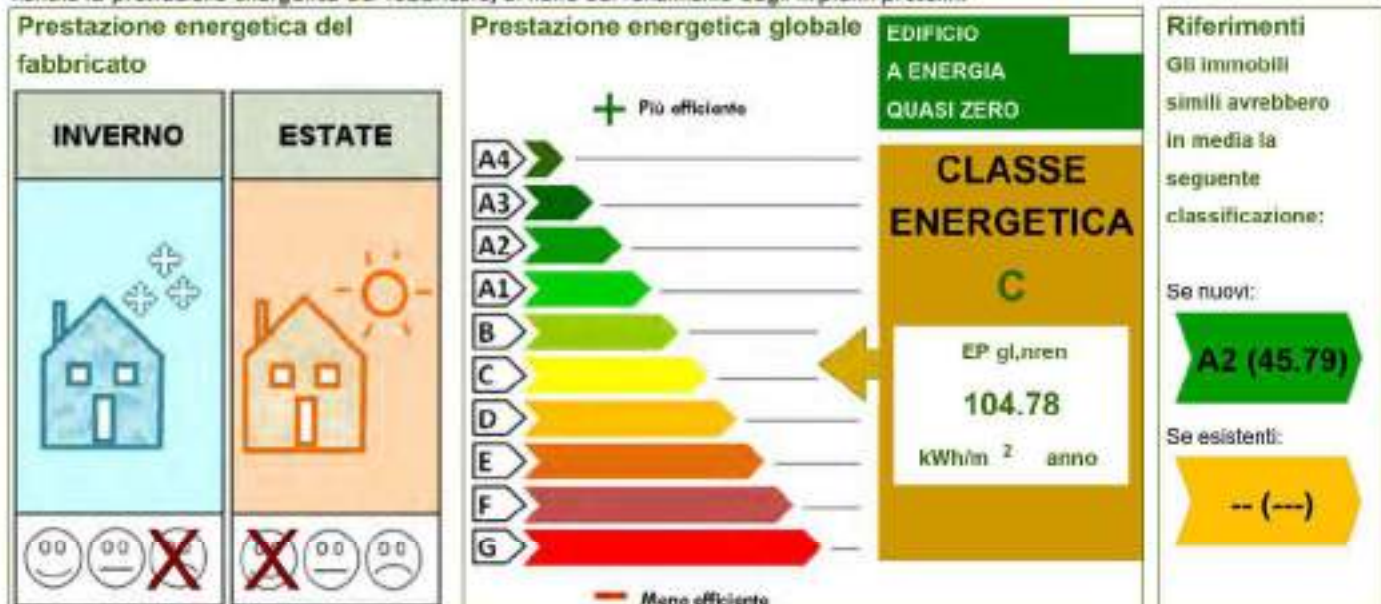 Prestazione energetica del
fabbricato
INVERNO
ESTATE
Prestazione energetica globale
Più efficiente
A4
A3
A2
A1
B
C
D
E
F
G
Meno efficiente
EDIFICIO
A ENERGIA
QUASI ZERO
CLASSE
ENERGETICA
C
EP gl,nren
104.78
kWh/m 2 anno
Riferimenti
Gli immobili
simili avrebbero
in media la
seguente
classificazione:
Se nuovi:
A2 (45.79)
Se esistenti:
-- (---)